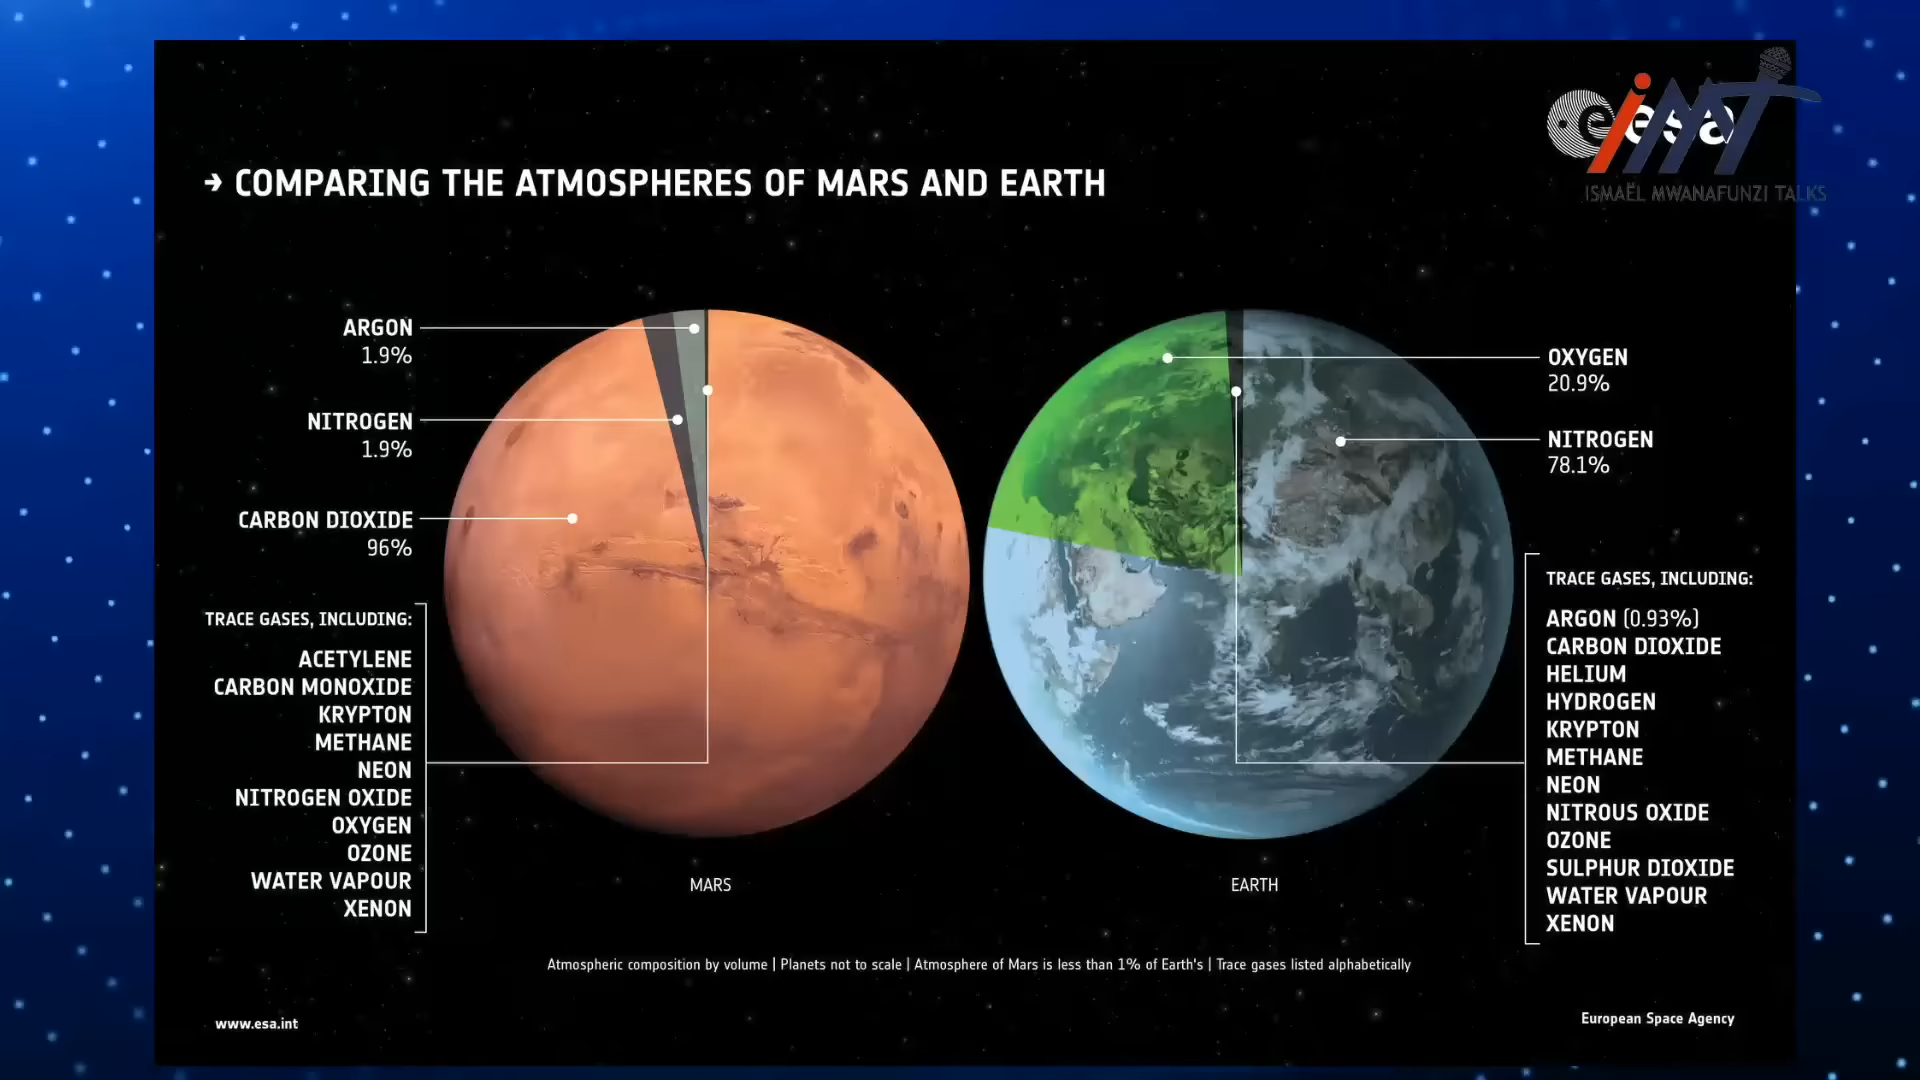 → COMPARING THE ATMOSPHERES OF MARS AND EARTH
esa
iMT
ISMAËL MWANAFUNZI TALKS
ARGON
1.9%
NITROGEN
1.9%
CARBON DIOXIDE
96%
TRACE GASES, INCLUDING:
ACETYLENE
CARBON MONOXIDE
KRYPTON
METHANE
NEON
NITROGEN OXIDE
OXYGEN
OZONE
WATER VAPOUR
XENON
MARS
OXYGEN
20.9%
NITROGEN
78.1%
TRACE GASES, INCLUDING:
ARGON (0.93%)
CARBON DIOXIDE
HELIUM
HYDROGEN
KRYPTON
METHANE
NEON
NITROUS OXIDE
OZONE
SULPHUR DIOXIDE
WATER VAPOUR
XENON
EARTH
Atmospheric composition by volume | Planets not to scale | Atmosphere of Mars is less than 1% of Earth's | Trace gases listed alphabetically
www.esa.int
European Space Agency